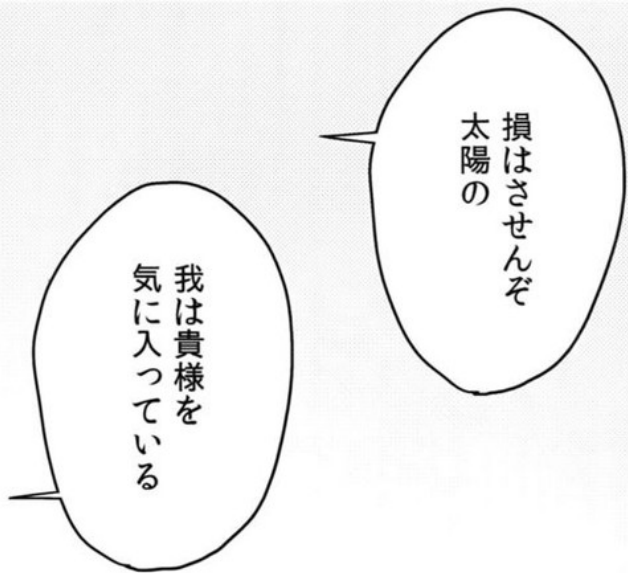 損はさせんぞ
太陽の
我は貴様を
気に入っている